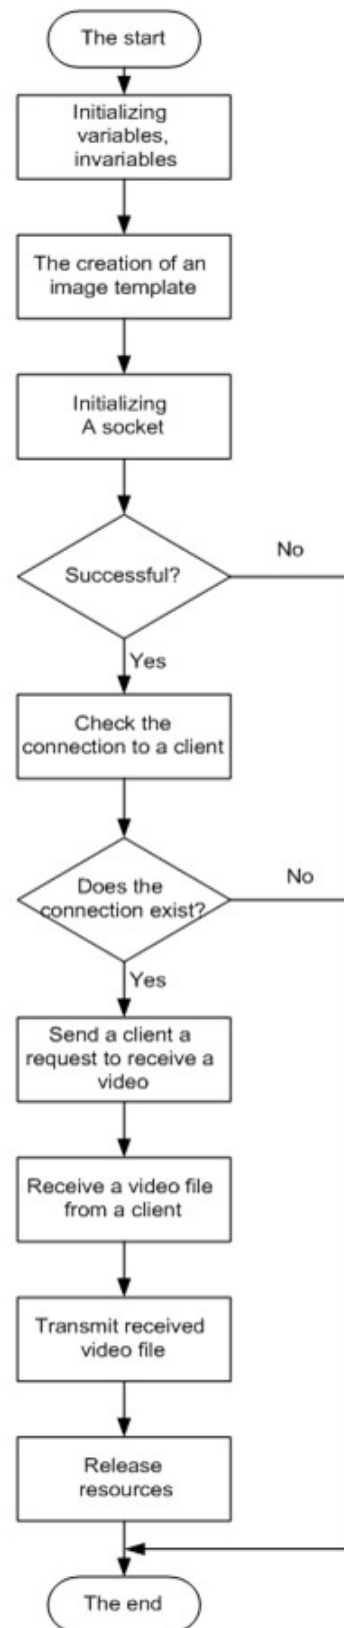 The start
Initializing
variables,
invariables
The creation of an
image template
Initializing
A socket
Successful?
No
Yes
Check the
connection to a client
Does the
connection exist?
No
Yes
Send a client a
request to receive a
video
Receive a video file
from a client
Transmit received
video file
Release
resources
The end